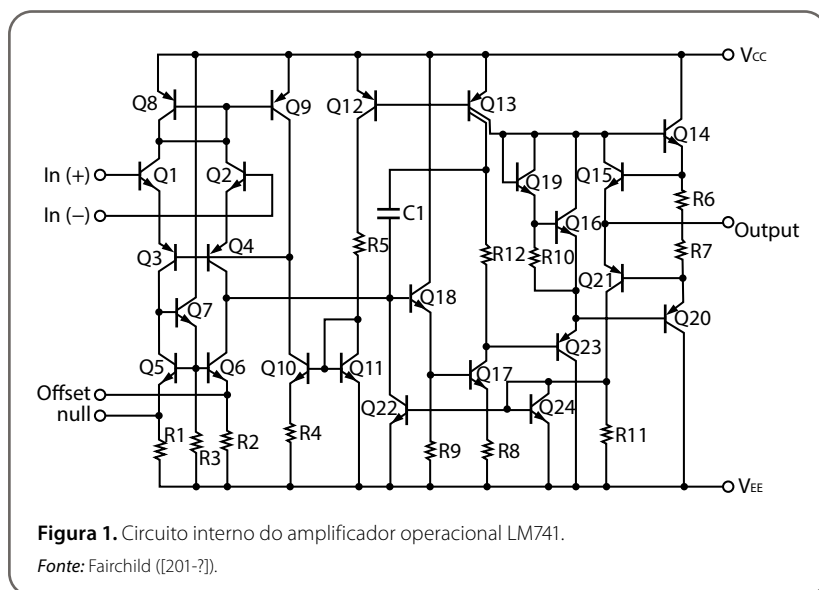 Vcc
Q8
Q9
Q12
Q13
Q14
In (+)
Q1
Q2
Q19
Q15
R6
In (−)
C1
Q16
Output
Q3
Q4
R5
R12
R10
R7
Q21
Q7
Q18
Q20
Q23
Q5
Q6
Q10
Q11
Q17
Offset
null
Q22
Q24
R1
R3
R2
R4
R9
R8
R11
VEE
Figura 1. Circuito interno do amplificador operacional LM741.
Fonte: Fairchild ([201-?]).